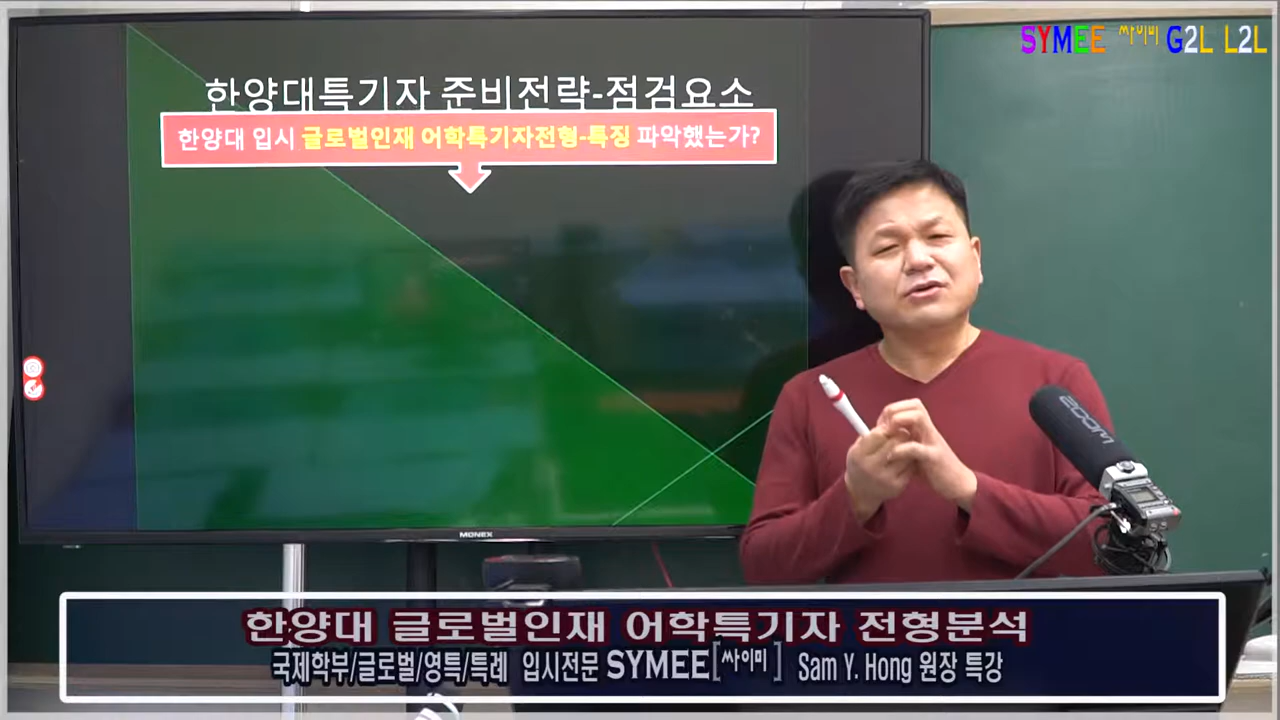 SYMEE 싸이미 G2L L2L
한양대특기자 준비전략-점검요소
한양대 입시 글로벌인재 어학특기자전형-특징 파악했는가?
ZOOM
MONEX
한양대 글로벌인재 어학특기자 전형분석
국제학부/글로벌/영특/특례 입시전문 SYMEE[싸이미] Sam Y. Hong 원장 특강